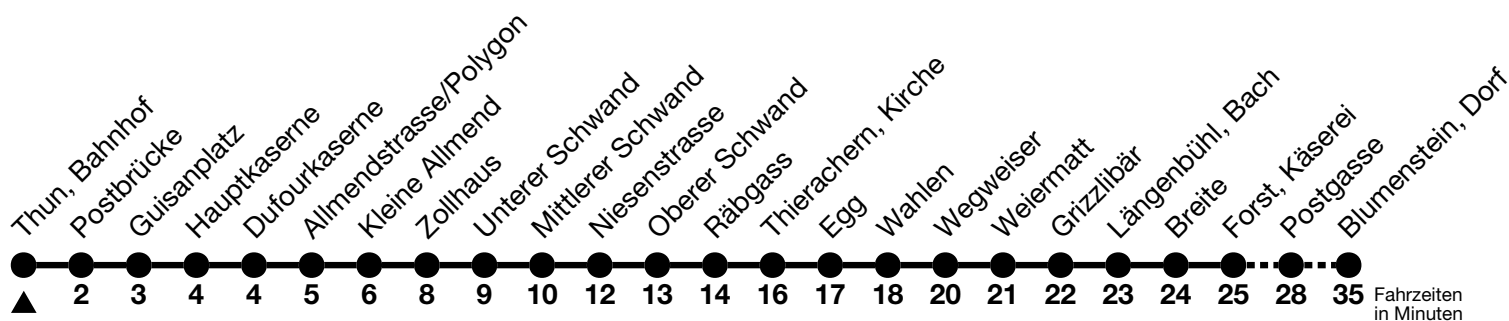 Thun, Bahnhof
Postbrücke
Guisanplatz
Hauptkaserne
Dufourkaserne
Allmendstrasse/Polygon
Kleine Allmend
Zollhaus
Unterer Schwand
Mittlerer Schwand
Niesenstrasse
Oberer Schwand
Räbgass
Thierachern, Kirche
Egg
Wahlen
Wegweiser
Weiermatt
Grizzlibär
Längenbühl, Bach
Breite
Forst, Käserei
Postgasse
Blumenstein, Dorf
2 3 4 4 5 6 8 9 10 12 13 14 16 17 18 20 21 22 23 24 25 28 35
Fahrzeiten
in Minuten